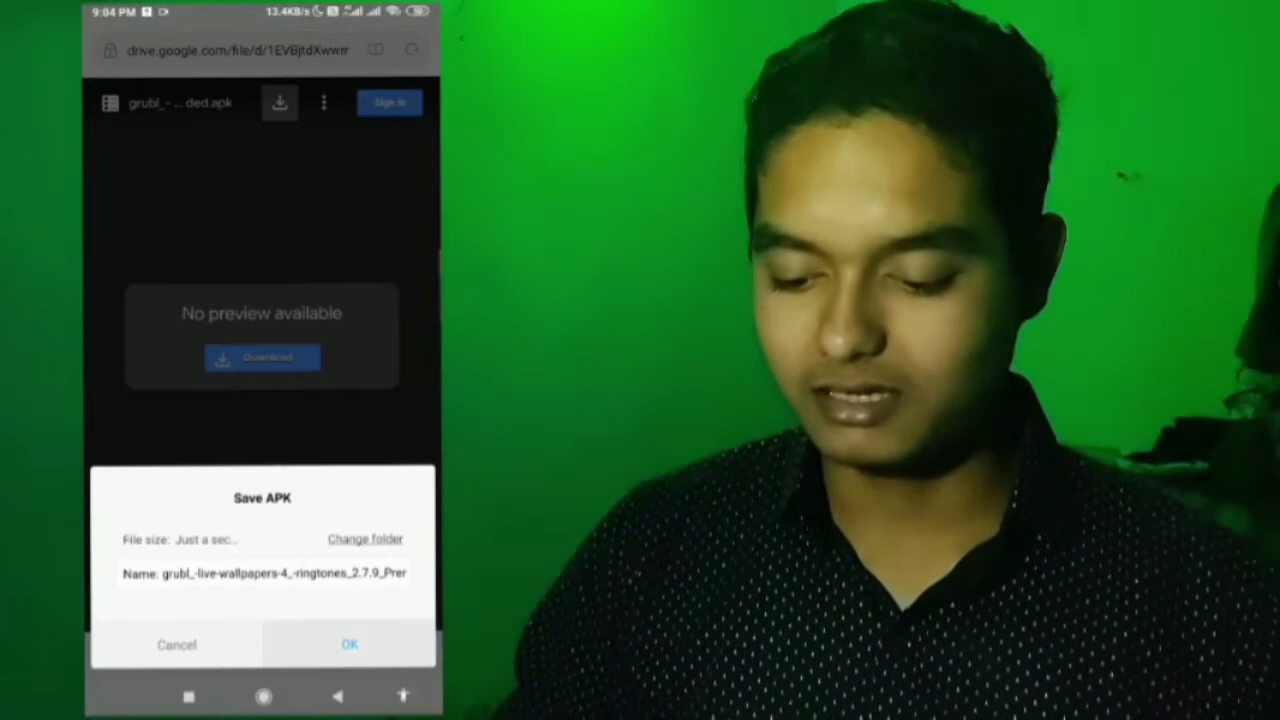 9:04 PM
13.4KB/s
drive.google.com/file/d/1EVBjtdXwwrr
grubl_- ... ded.apk
Sign in
No preview available
Download
Save APK
File size: Just a sec..
Change folder
Name: grubl_-live-wallpapers-4_-ringtones_2.7.9_Prer
Cancel
OK